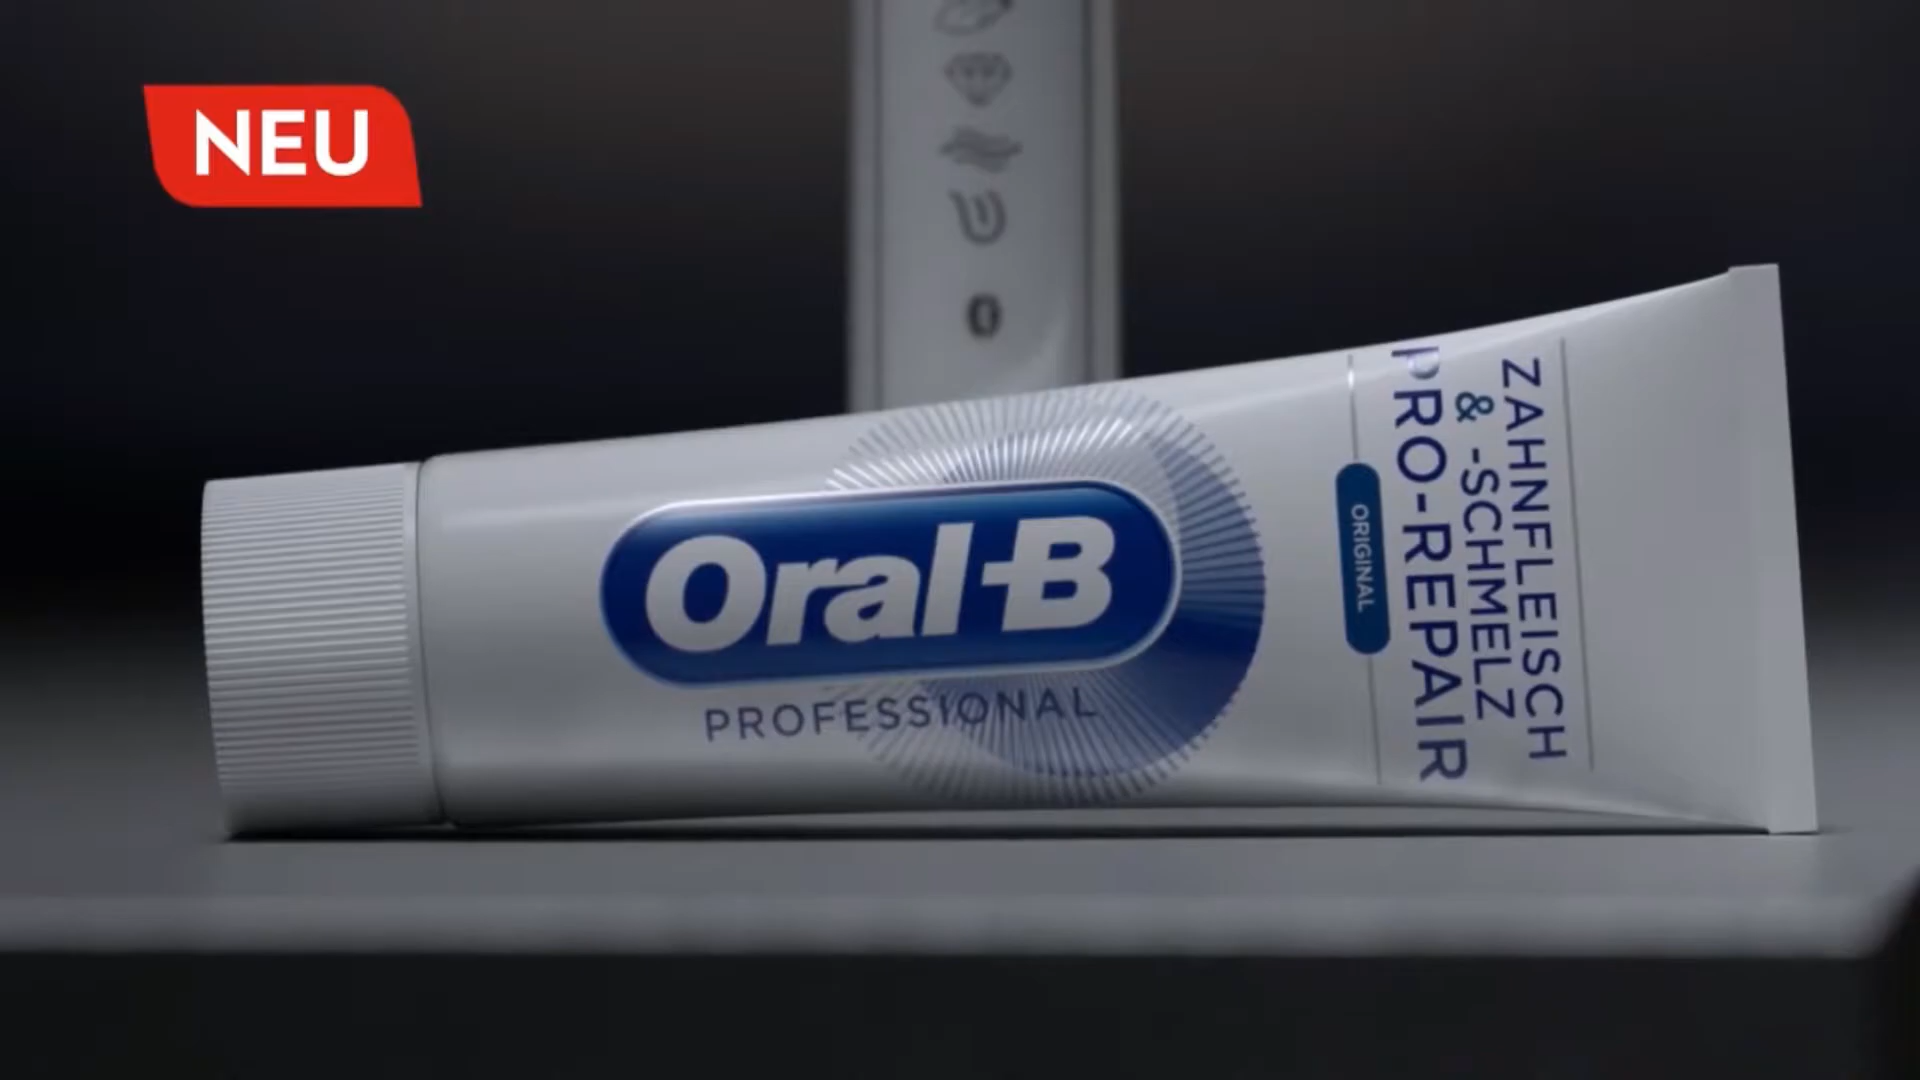 NEU
Oral-B
PROFESSIONAL
ZAHNFLEISCH
& -SCHMELZ
PRO-REPAIR
ORIGINAL